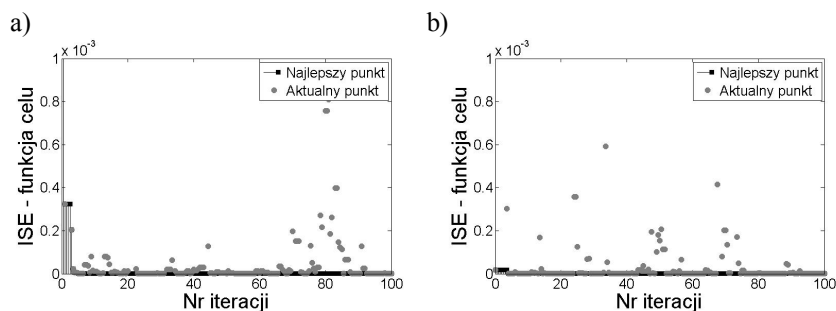 a)
1 x 10⁻³
0.8
0.6
0.4
0.2
0
0 20 40 60 80 100
ISE - funkcja celu
Nr iteracji
Najlepszy punkt
Aktualny punkt
b)
1 x 10⁻³
0.8
0.6
0.4
0.2
0
0 20 40 60 80 100
ISE - funkcja celu
Nr iteracji
Najlepszy punkt
Aktualny punkt